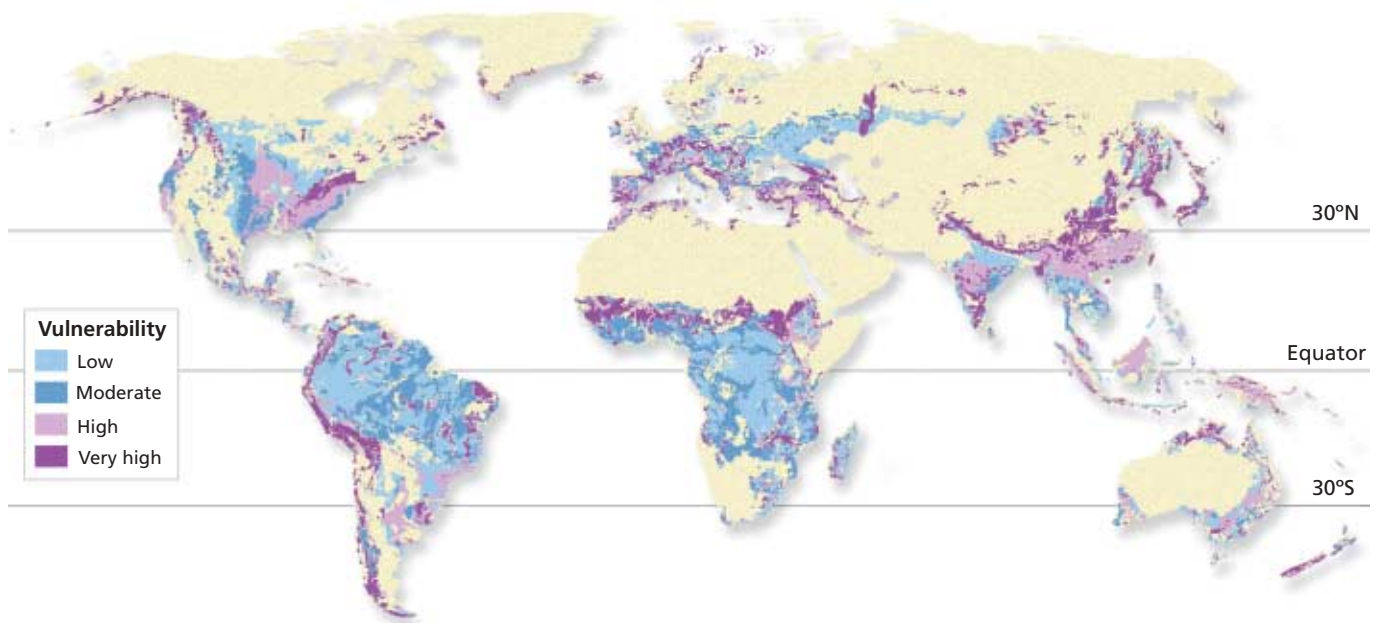 30ºN
Vulnerability
Low
Moderate
High
Very high
Equator
30ºS